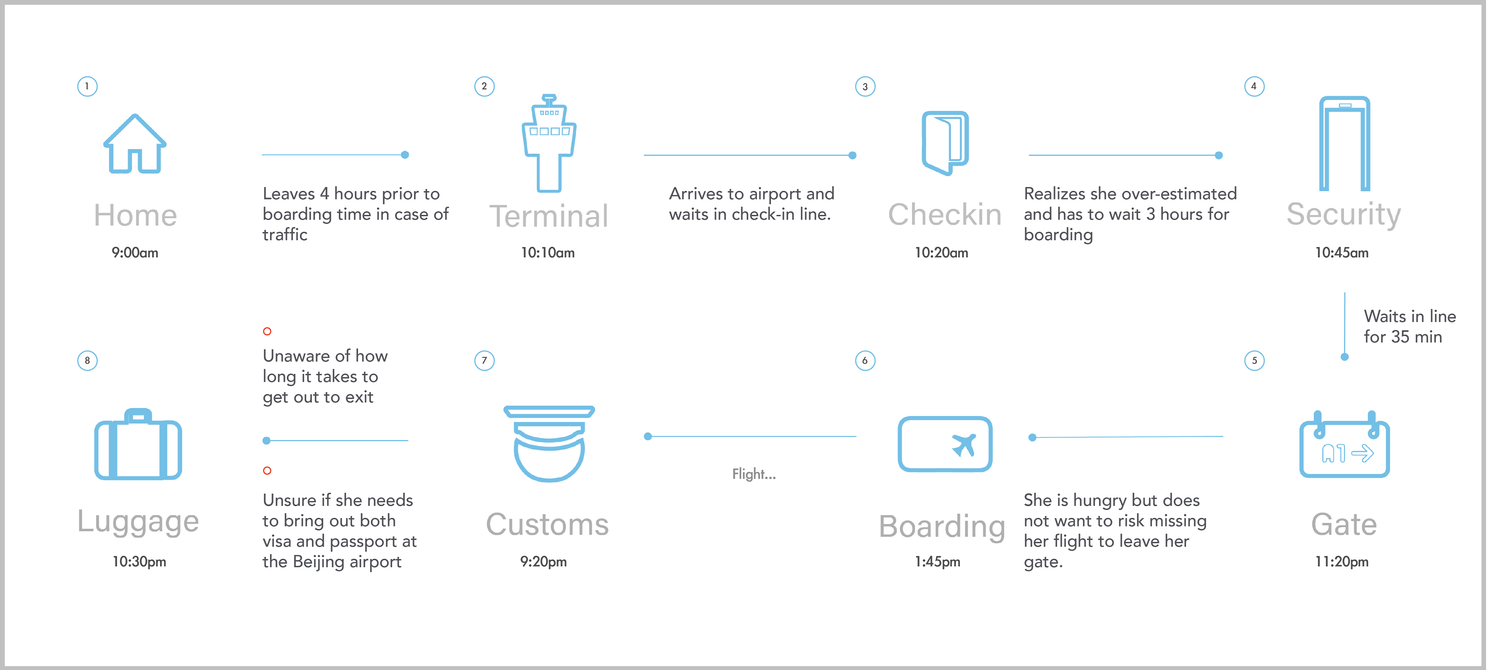 1
Home
9:00am
Leaves 4 hours prior to
boarding time in case of
traffic
2
Terminal
10:10am
Arrives to airport and
waits in check-in line.
3
Checkin
10:20am
Realizes she over-estimated
and has to wait 3 hours for
boarding
4
Security
10:45am
Waits in line
for 35 min
5
A1
Gate
11:20pm
She is hungry but does
not want to risk missing
her flight to leave her
gate.
6
Boarding
1:45pm
Flight...
7
Customs
9:20pm
Unaware of how
long it takes to
get out to exit
Unsure if she needs
to bring out both
visa and passport at
the Beijing airport
8
Luggage
10:30pm